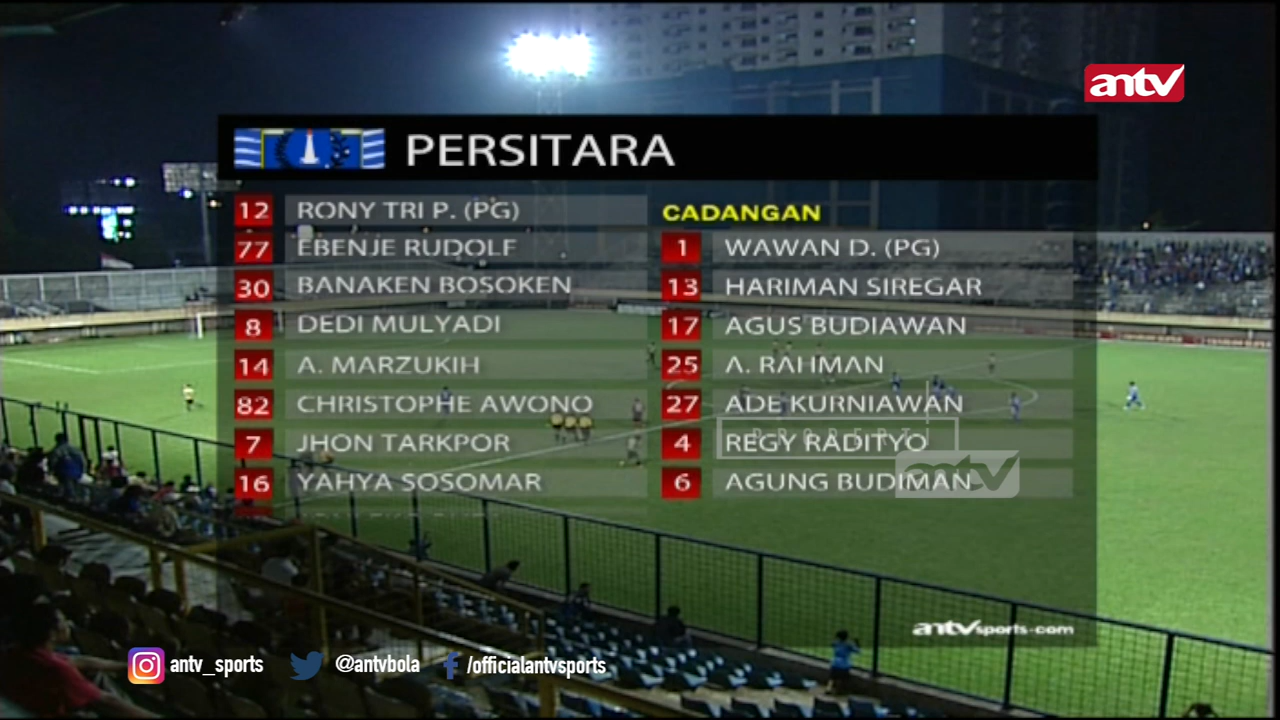 antv
PERSITARA
12 RONY TRI P. (PG)
77 EBENJE RUDOLF
30 BANAKEN BOSOKEN
8 DEDI MULYADI
14 A. MARZUKIH
82 CHRISTOPHE AWONO
7 JHON TARKPOR
16 YAHYA SOSOMAR
CADANGAN
1 WAWAN D. (PG)
13 HARIMAN SIREGAR
17 AGUS BUDIAWAN
25 A. RAHMAN
27 ADE KURNIAWAN
4 REGY RADITYO
6 AGUNG BUDIMAN
antv
antvsports.com
antv_sports @antvbola /officialantvsports